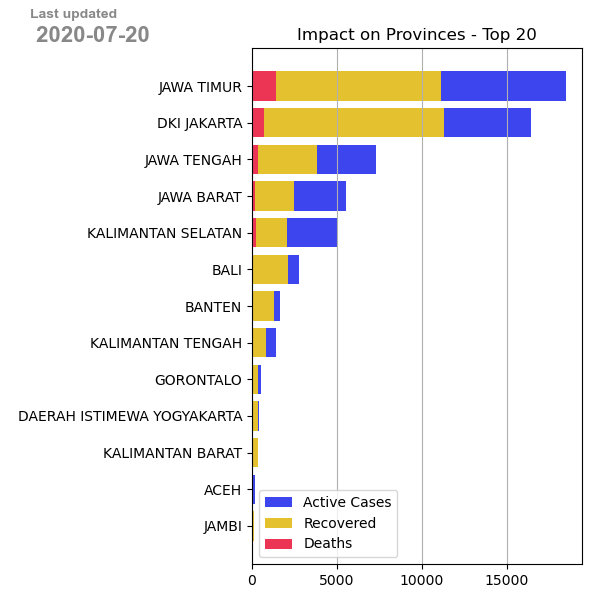 Last updated
2020-07-20
Impact on Provinces - Top 20
JAWA TIMUR
DKI JAKARTA
JAWA TENGAH
JAWA BARAT
KALIMANTAN SELATAN
BALI
BANTEN
KALIMANTAN TENGAH
GORONTALO
DAERAH ISTIMEWA YOGYAKARTA
KALIMANTAN BARAT
ACEH
JAMBI
Active Cases
Recovered
Deaths
0 5000 10000 15000